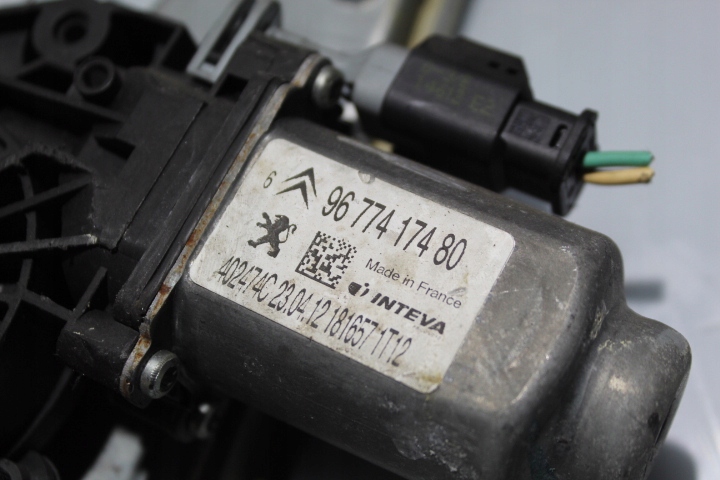 6 96 774 174 80
Made in France
INTEVA
402474C 23.04.12 1816571T12